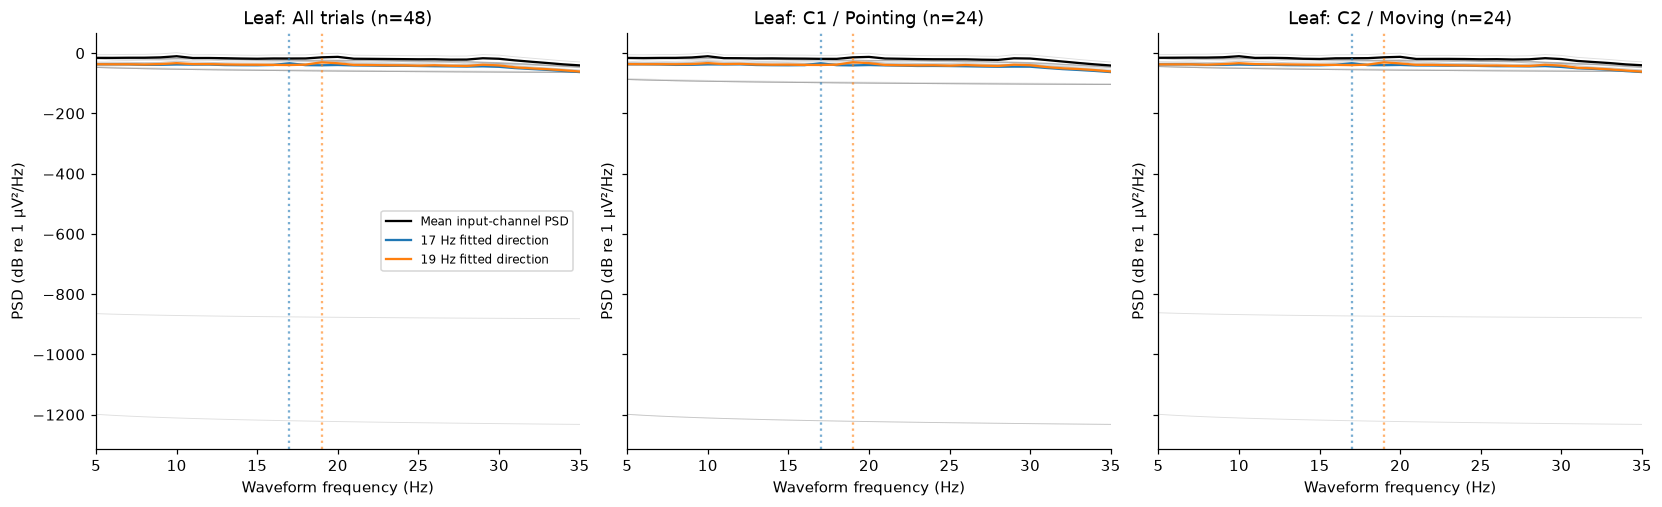 Leaf: All trials (n=48)
Leaf: C1 / Pointing (n=24)
Leaf: C2 / Moving (n=24)
PSD (dB re 1 µV²/Hz)
0
−200
−400
−600
−800
−1000
−1200
Mean input-channel PSD
17 Hz fitted direction
19 Hz fitted direction
5 10 15 20 25 30 35
Waveform frequency (Hz)
PSD (dB re 1 µV²/Hz)
5 10 15 20 25 30 35
Waveform frequency (Hz)
PSD (dB re 1 µV²/Hz)
5 10 15 20 25 30 35
Waveform frequency (Hz)